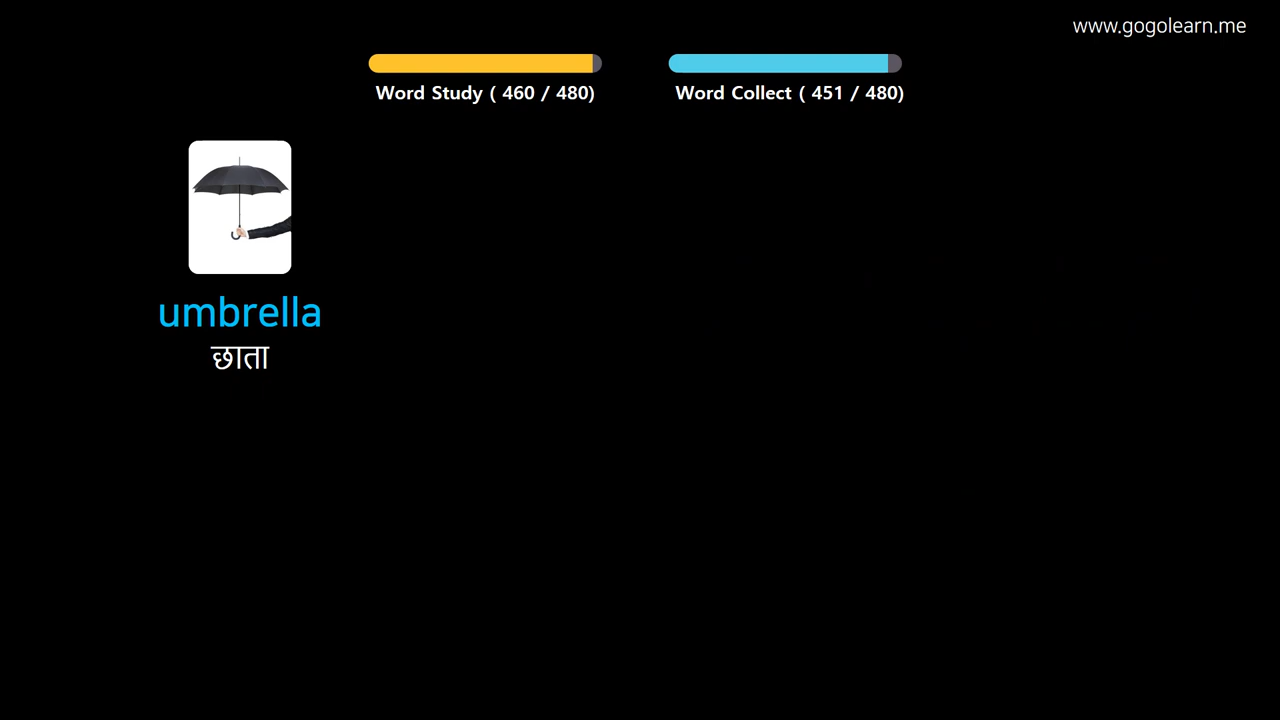 www.gogolearn.me
Word Study ( 460 / 480)
Word Collect ( 451 / 480)
umbrella
छाता